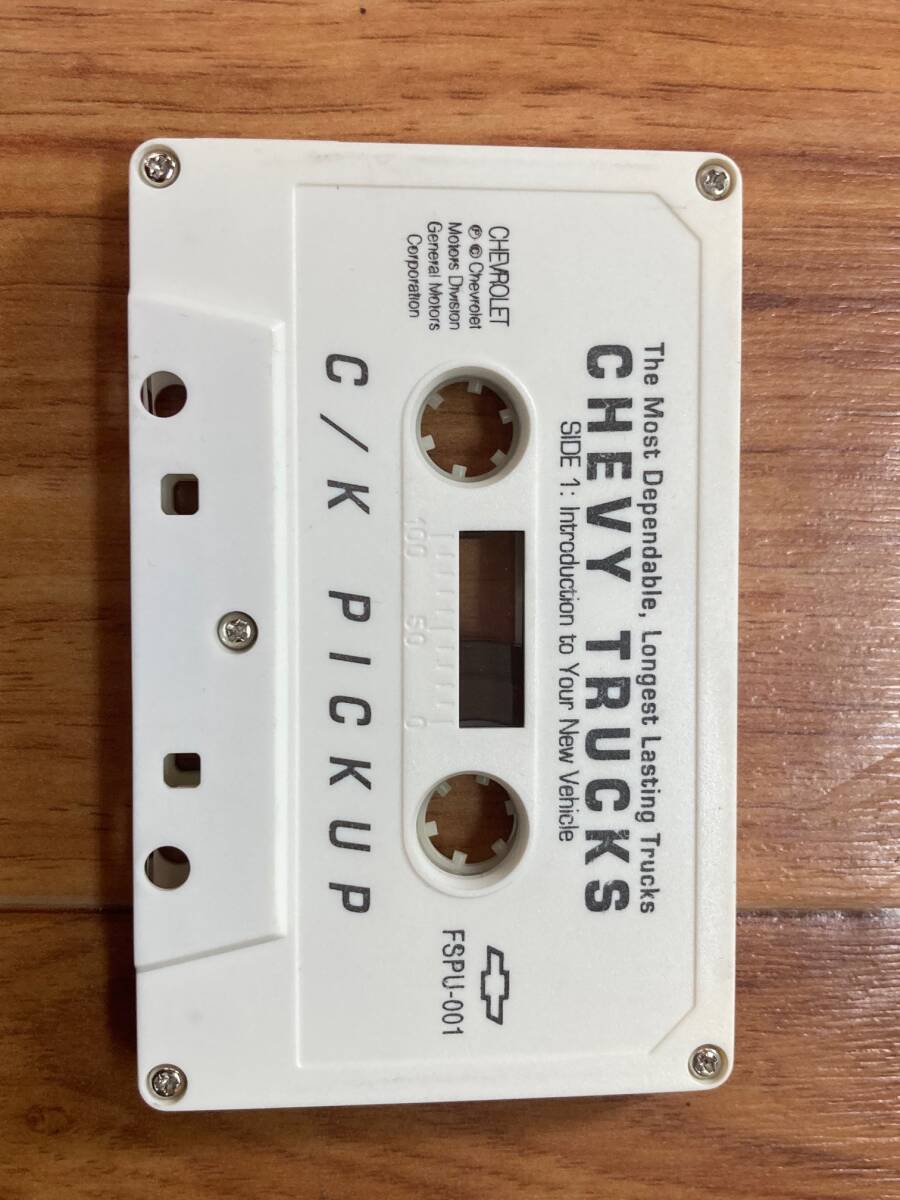 The Most Dependable, Longest Lasting Trucks
CHEVY TRUCKS
SIDE 1: Introduction to Your New Vehicle
CHEVROLET
℗ © Chevrolet
Motors Division
General Motors
Corporation
100 50 0
FSPU-001
C/K PICKUP